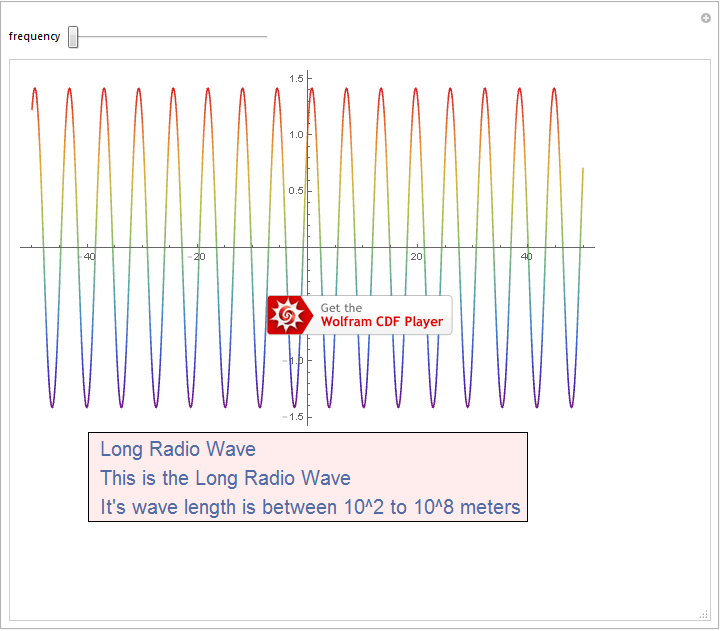 frequency
1.5
1.0
0.5
-40
-20
20
40
Get the
Wolfram CDF Player
-1.0
-1.5
Long Radio Wave
This is the Long Radio Wave
It's wave length is between 10^2 to 10^8 meters